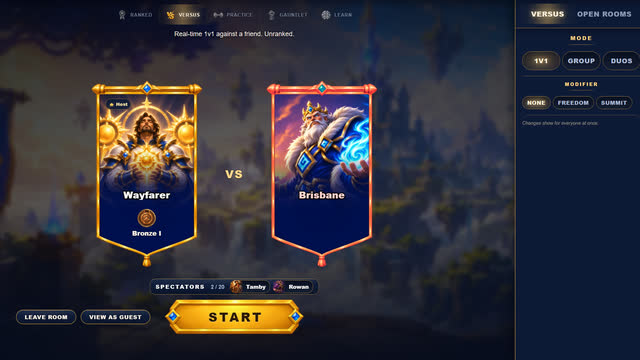 RANKED
VERSUS
PRACTICE
GAUNTLET
LEARN
Real-time 1v1 against a friend. Unranked.
Host
Wayfarer
Bronze I
VS
Brisbane
SPECTATORS 2 / 20 Tamby Rowan
LEAVE ROOM
VIEW AS GUEST
START
VERSUS
OPEN ROOMS
MODE
1V1
GROUP
DUOS
MODIFIER
NONE
FREEDOM
SUMMIT
Changes show for everyone at once.